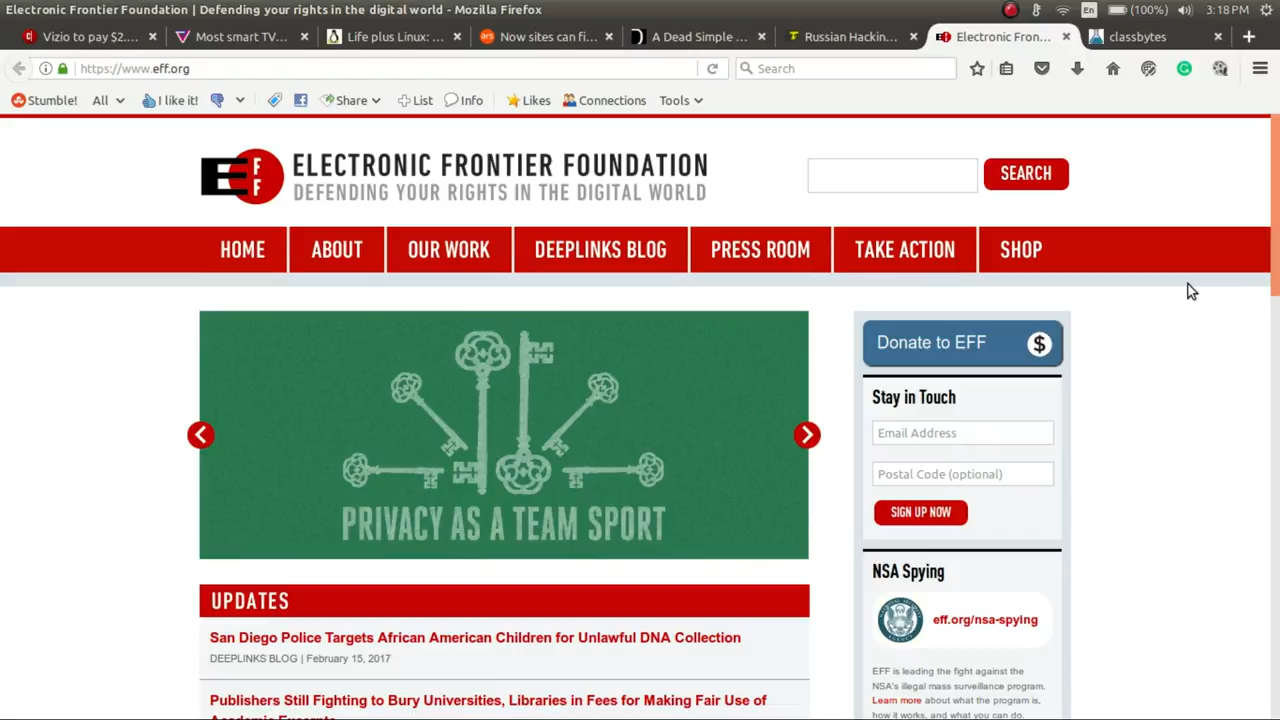 Electronic Frontier Foundation | Defending your rights in the digital world - Mozilla Firefox
En
(100%)
3:18 PM
Vizio to pay $2....
Most smart TV...
Life plus Linux: ...
Now sites can fi...
A Dead Simple ...
Russian Hackin...
Electronic Fron...
classbytes
https://www.eff.org
Search
Stumble!
All
I like it!
Share
List
Info
Likes
Connections
Tools
EFF
ELECTRONIC FRONTIER FOUNDATION
DEFENDING YOUR RIGHTS IN THE DIGITAL WORLD
SEARCH
HOME
ABOUT
OUR WORK
DEEPLINKS BLOG
PRESS ROOM
TAKE ACTION
SHOP
PRIVACY AS A TEAM SPORT
Donate to EFF
$
Stay in Touch
Email Address
Postal Code (optional)
SIGN UP NOW
NSA Spying
eff.org/nsa-spying
EFF is leading the fight against the
NSA's illegal mass surveillance program.
Learn more about what the program is,
how it works, and what you can do.
UPDATES
San Diego Police Targets African American Children for Unlawful DNA Collection
DEEPLINKS BLOG | February 15, 2017
Publishers Still Fighting to Bury Universities, Libraries in Fees for Making Fair Use of
Academic Excerpts